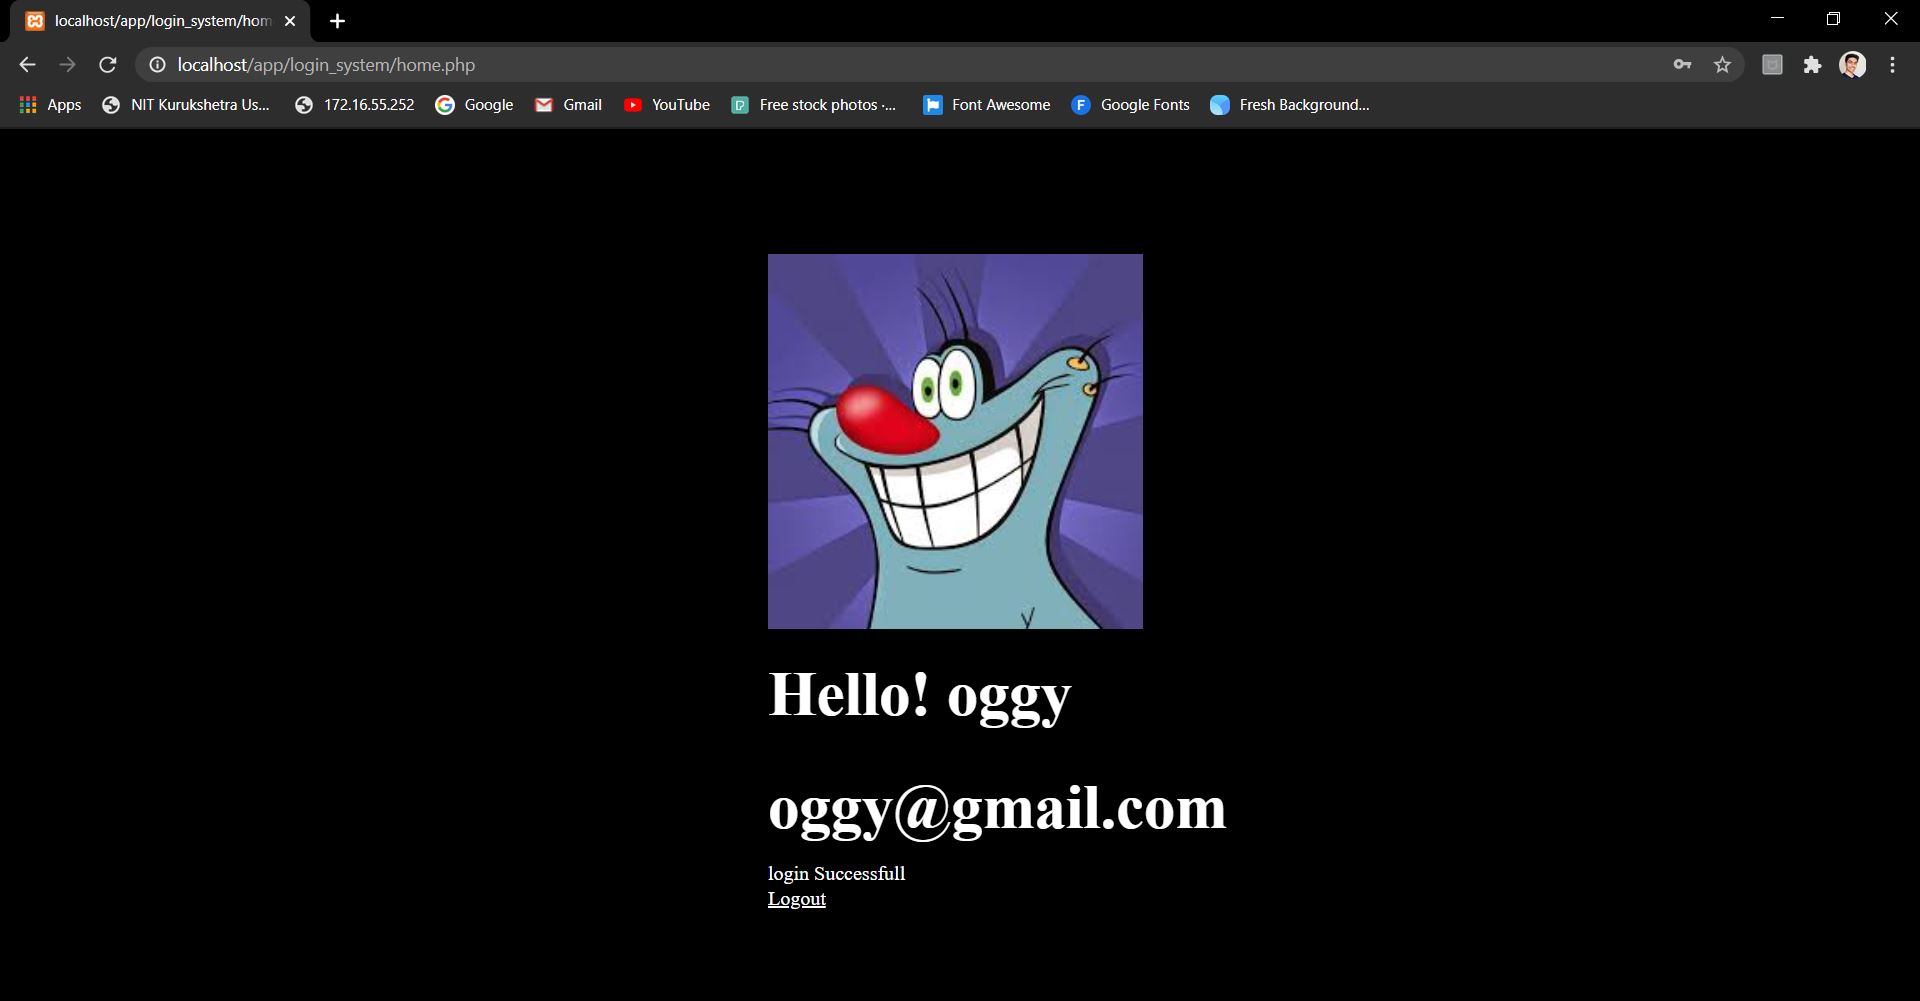 localhost/app/login_system/hom
localhost/app/login_system/home.php
Apps NIT Kurukshetra Us... 172.16.55.252 Google Gmail YouTube Free stock photos ·... Font Awesome Google Fonts Fresh Background...
Hello! oggy
oggy@gmail.com
login Successfull
Logout